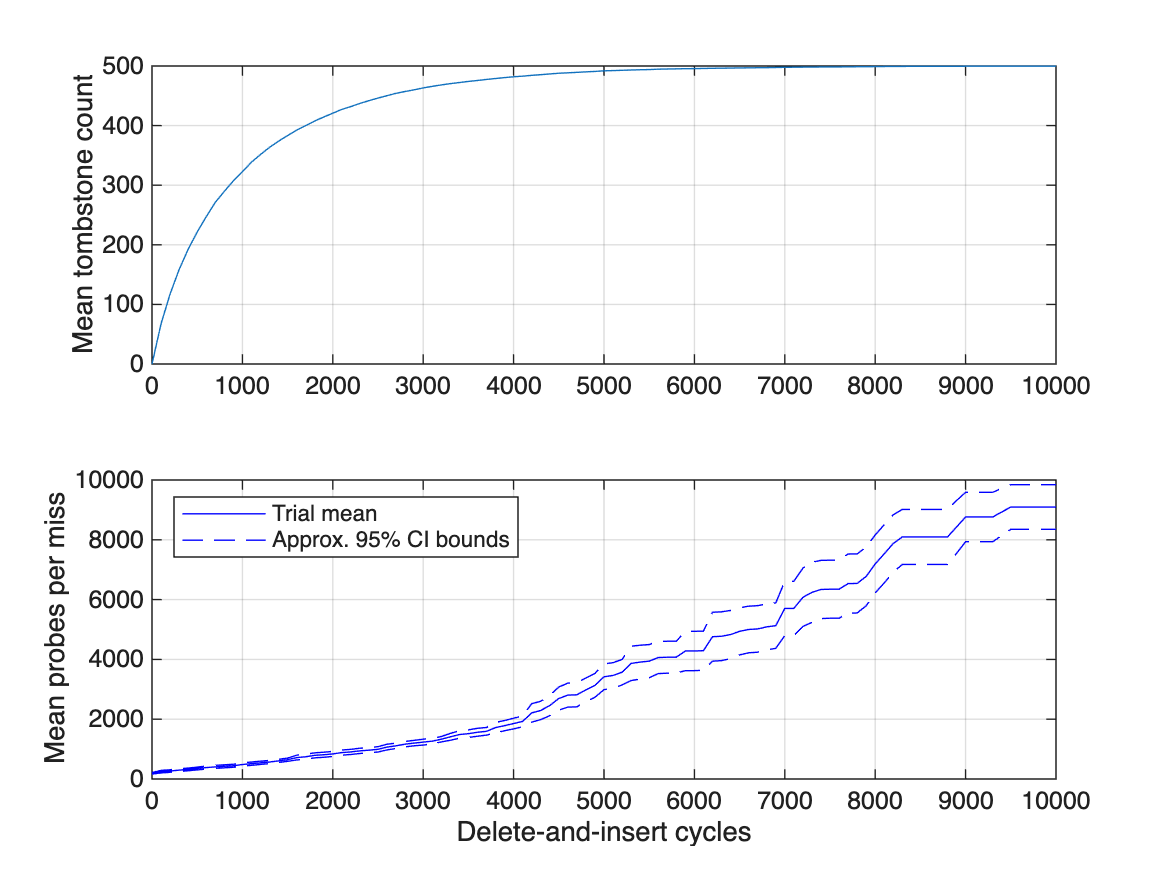 Mean tombstone count
500
400
300
200
100
0
0 1000 2000 3000 4000 5000 6000 7000 8000 9000 10000
Mean probes per miss
10000
8000
6000
4000
2000
0
Trial mean
Approx. 95% CI bounds
0 1000 2000 3000 4000 5000 6000 7000 8000 9000 10000
Delete-and-insert cycles